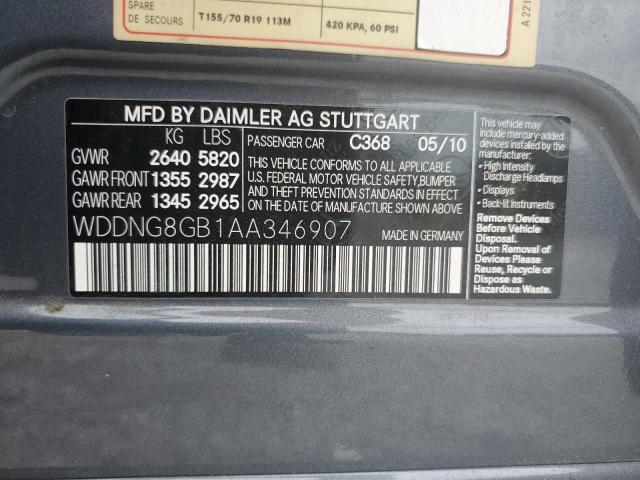 SPARE
DE SECOURS T155/70 R19 113M 420 KPA, 60 PSI
A 221
MFD BY DAIMLER AG STUTTGART
KG LBS
GVWR 2640 5820
GAWR FRONT 1355 2987
GAWR REAR 1345 2965
PASSENGER CAR C368 05/10
THIS VEHICLE CONFORMS TO ALL APPLICABLE
U.S. FEDERAL MOTOR VEHICLE SAFETY,BUMPER
AND THEFT PREVENTION STANDARDS IN EFFECT
ON THE DATE OF MANUFACTURE SHOWN ABOVE.
WDDNG8GB1AA346907 MADE IN GERMANY
This vehicle may
include mercury-added
devices installed by
the manufacturer:
• High Intensity
Discharge Headlamps
• Displays
• Back-lit Instruments
Remove Devices
Before Vehicle
Disposal.
Upon Removal of
Devices Please
Reuse, Recycle or
Dispose as
Hazardous Waste.